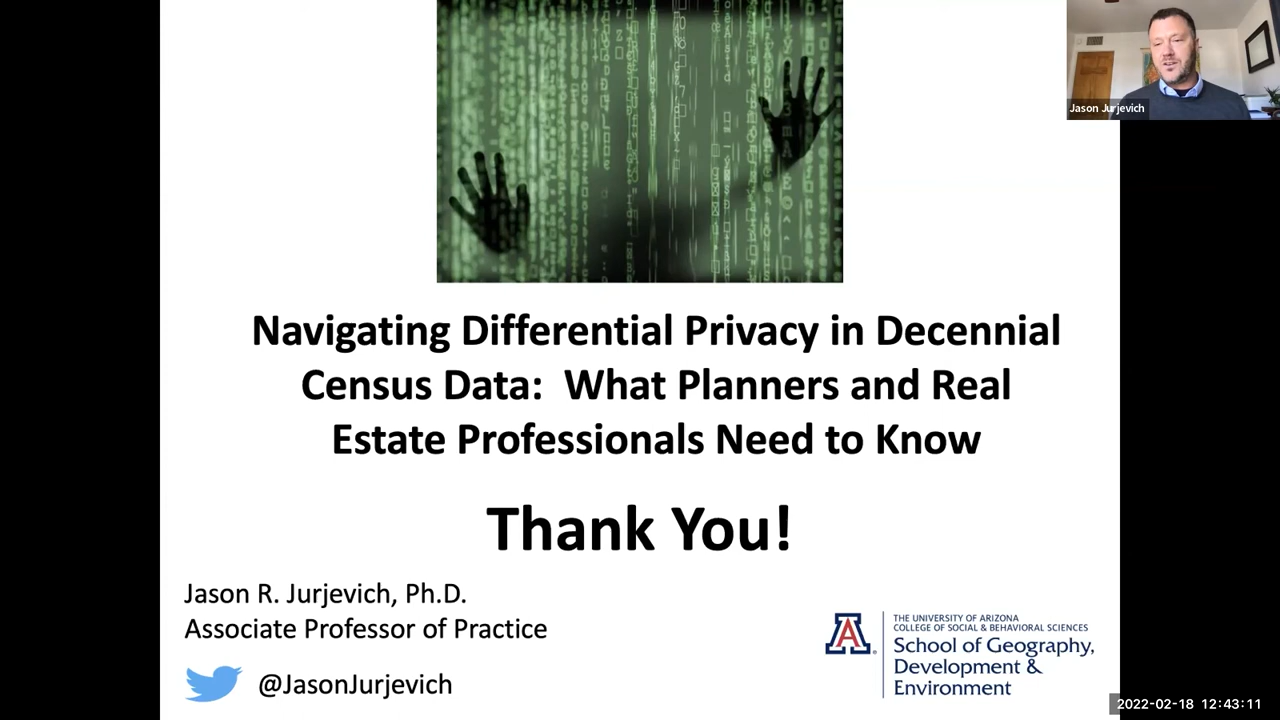 Jason Jurjevich
Navigating Differential Privacy in Decennial
Census Data:  What Planners and Real
Estate Professionals Need to Know
Thank You!
Jason R. Jurjevich, Ph.D.
Associate Professor of Practice
@JasonJurjevich
A
THE UNIVERSITY OF ARIZONA
COLLEGE OF SOCIAL & BEHAVIORAL SCIENCES
School of Geography,
Development &
Environment
2022-02-18 12:43:11